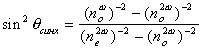 sin² θ_синх = ((n_o^ω)^-2 − (n_o^2ω)^-2) / ((n_e^2ω)^-2 − (n_o^2ω)^-2)